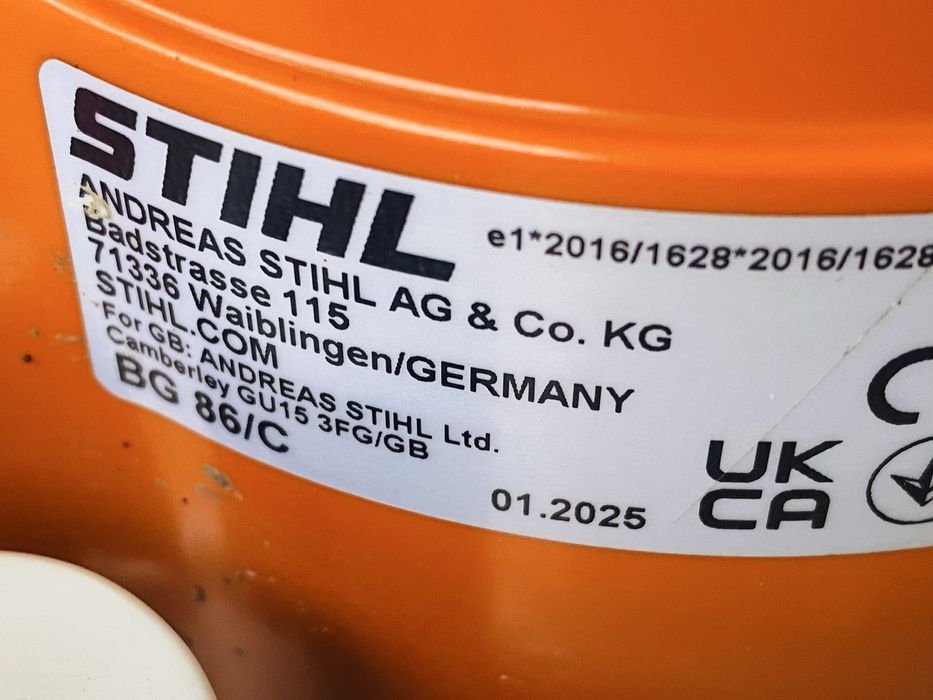 STIHL
e1*2016/1628*2016/1628
ANDREAS STIHL AG & Co. KG
Badstrasse 115
71336 Waiblingen/GERMANY
STIHL.COM
For GB: ANDREAS STIHL Ltd.
Camberley GU15 3FG/GB
BG 86/C
01.2025
UK
CA